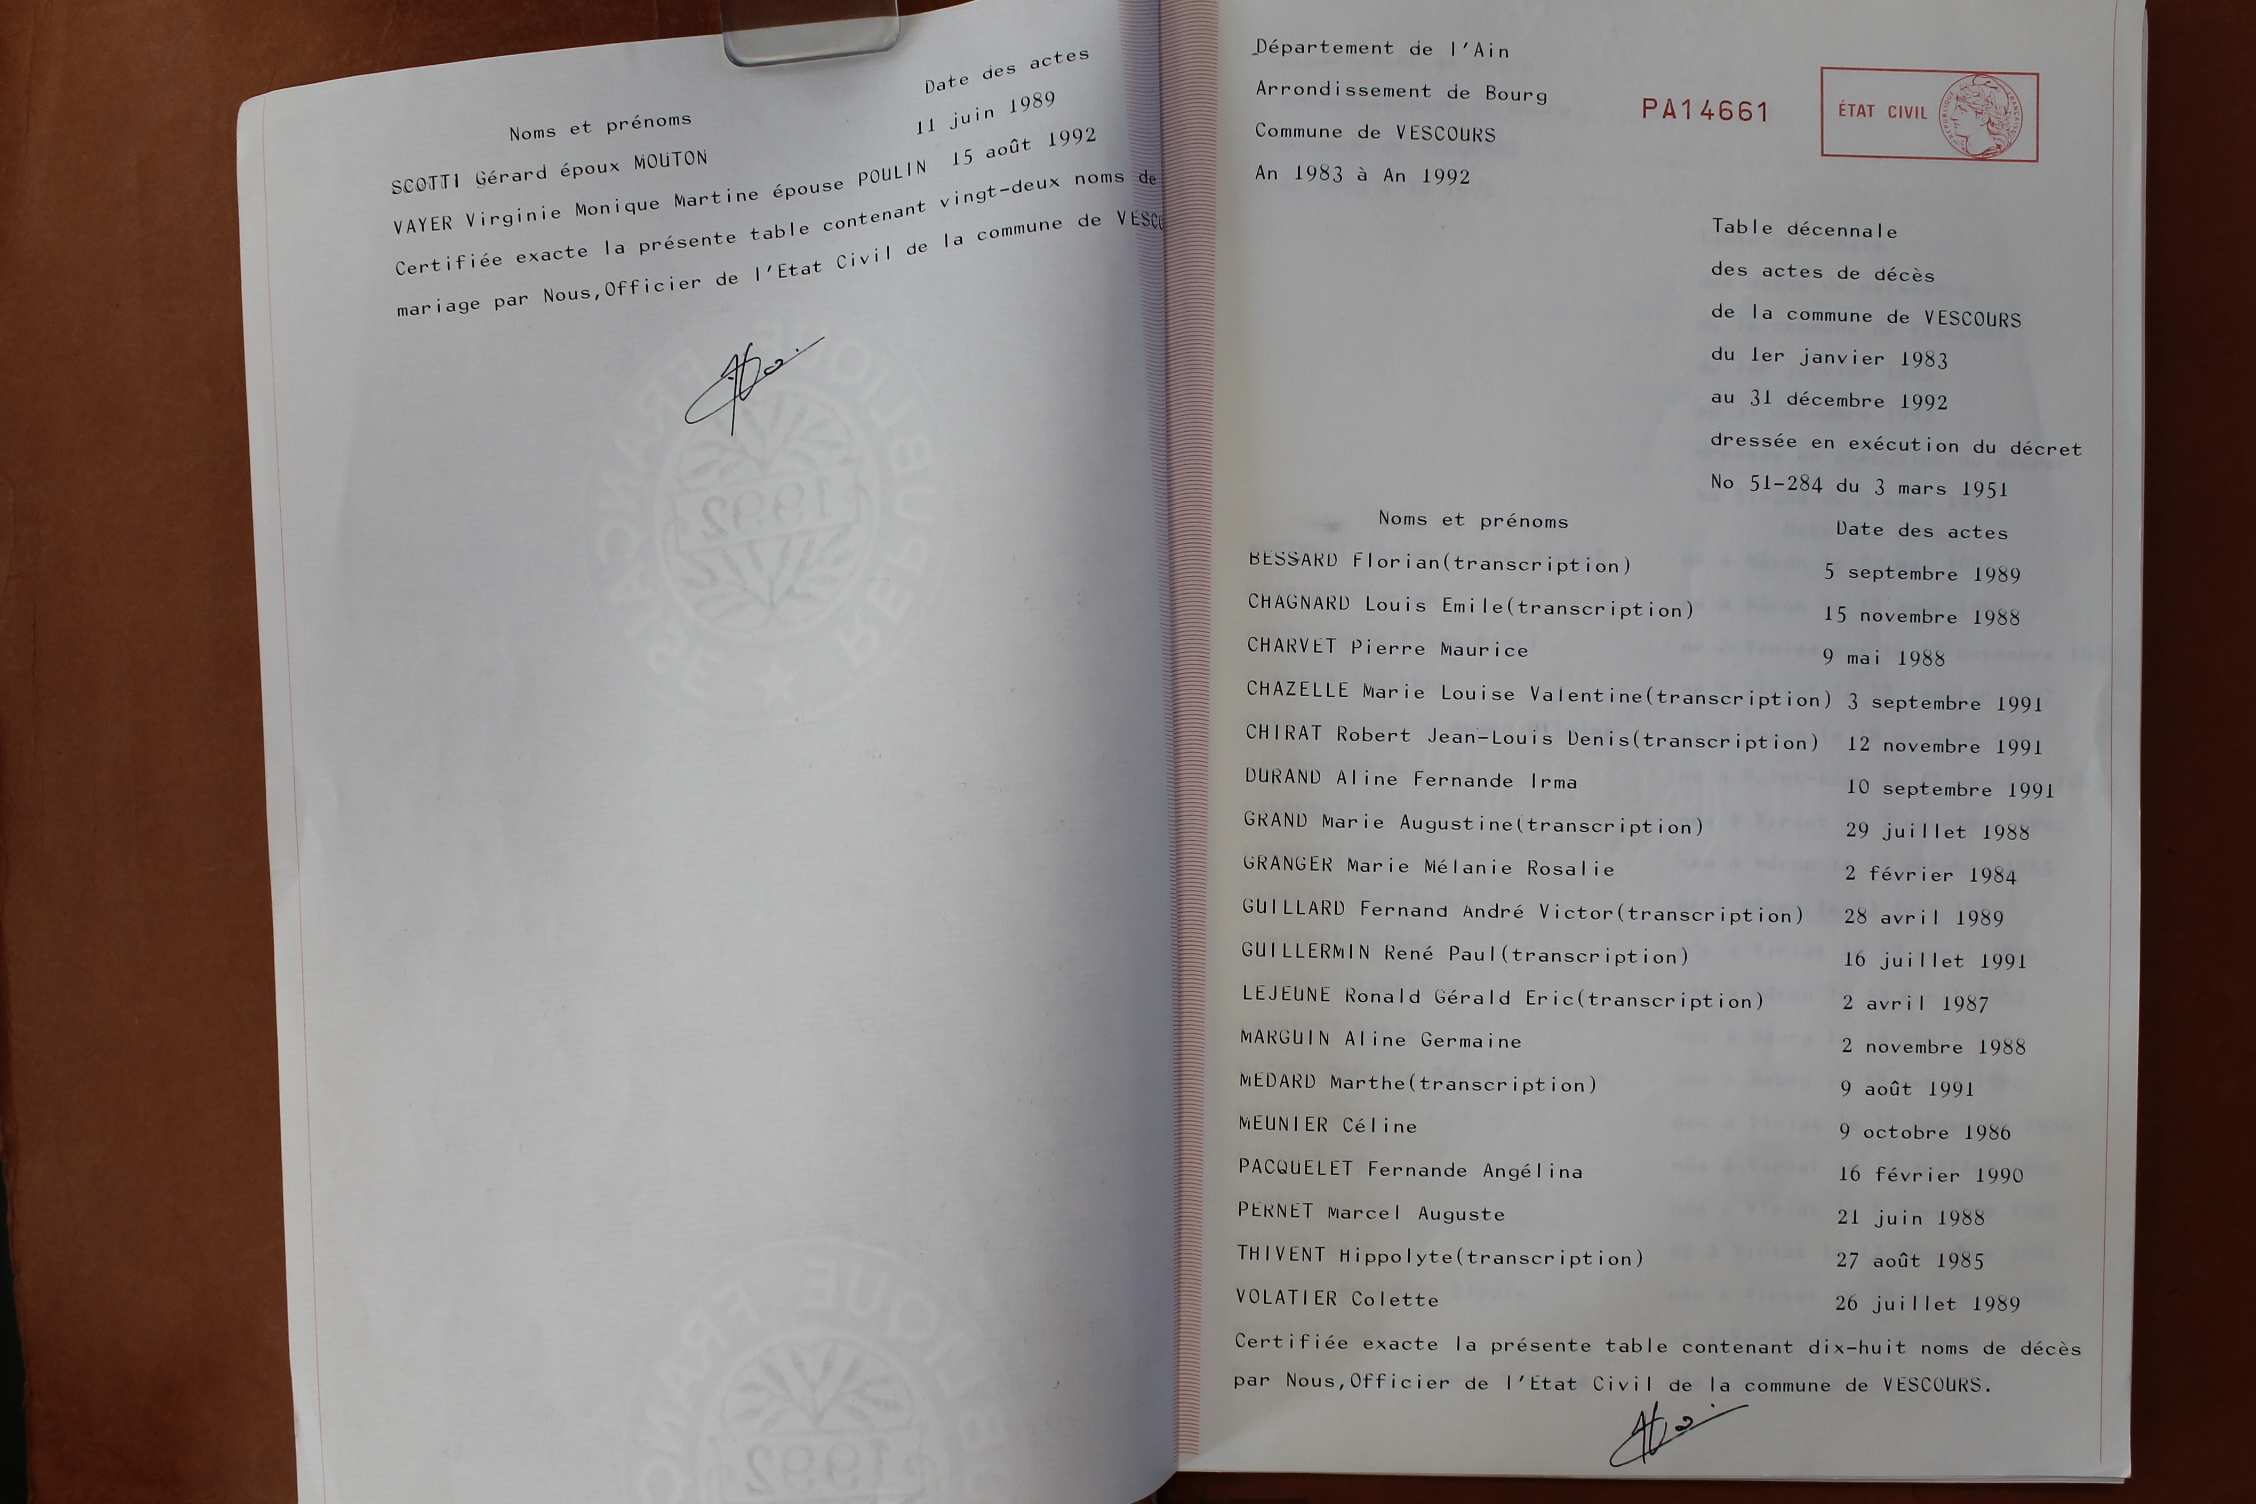 Noms et prénoms Date des actes
SCOTTI Gérard époux MOUTON 11 juin 1989
VAYER Virginie Monique Martine épouse POULIN 15 août 1992
Certifiée exacte la présente table contenant vingt-deux noms de
mariage par Nous,Officier de l'Etat Civil de la commune de VESCOU
Département de l'Ain
Arrondissement de Bourg
Commune de VESCOURS
An 1983 à An 1992
PA14661
ÉTAT CIVIL
RÉPUBLIQUE FRANÇAISE
Table décennale
des actes de décès
de la commune de VESCOURS
du 1er janvier 1983
au 31 décembre 1992
dressée en exécution du décret
No 51-284 du 3 mars 1951
Noms et prénoms Date des actes
BESSARD Florian(transcription) 5 septembre 1989
CHAGNARD Louis Emile(transcription) 15 novembre 1988
CHARVET Pierre Maurice 9 mai 1988
CHAZELLE Marie Louise Valentine(transcription) 3 septembre 1991
CHIRAT Robert Jean-Louis Denis(transcription) 12 novembre 1991
DURAND Aline Fernande Irma 10 septembre 1991
GRAND Marie Augustine(transcription) 29 juillet 1988
GRANGER Marie Mélanie Rosalie 2 février 1984
GUILLARD Fernand André Victor(transcription) 28 avril 1989
GUILLERMIN René Paul(transcription) 16 juillet 1991
LEJEUNE Ronald Gérald Eric(transcription) 2 avril 1987
MARGUIN Aline Germaine 2 novembre 1988
MEDARD Marthe(transcription) 9 août 1991
MEUNIER Céline 9 octobre 1986
PACQUELET Fernande Angélina 16 février 1990
PERNET Marcel Auguste 21 juin 1988
THIVENT Hippolyte(transcription) 27 août 1985
VOLATIER Colette 26 juillet 1989
Certifiée exacte la présente table contenant dix-huit noms de décès
par Nous,Officier de l'Etat Civil de la commune de VESCOURS.